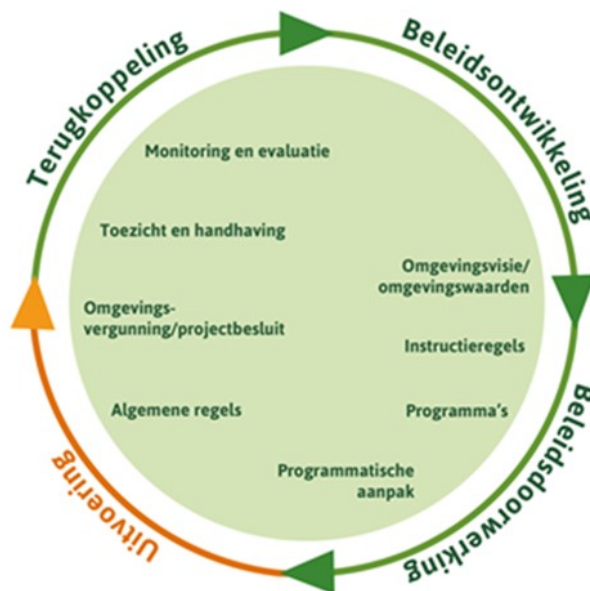 Terugkoppeling
Beleidsontwikkeling
Monitoring en evaluatie
Toezicht en handhaving
Omgevingsvisie/
omgevingswaarden
Omgevings-
vergunning/projectbesluit
Instructieregels
Algemene regels
Programma's
Programmatische
aanpak
Uitvoering
Beleidsdoorwerking